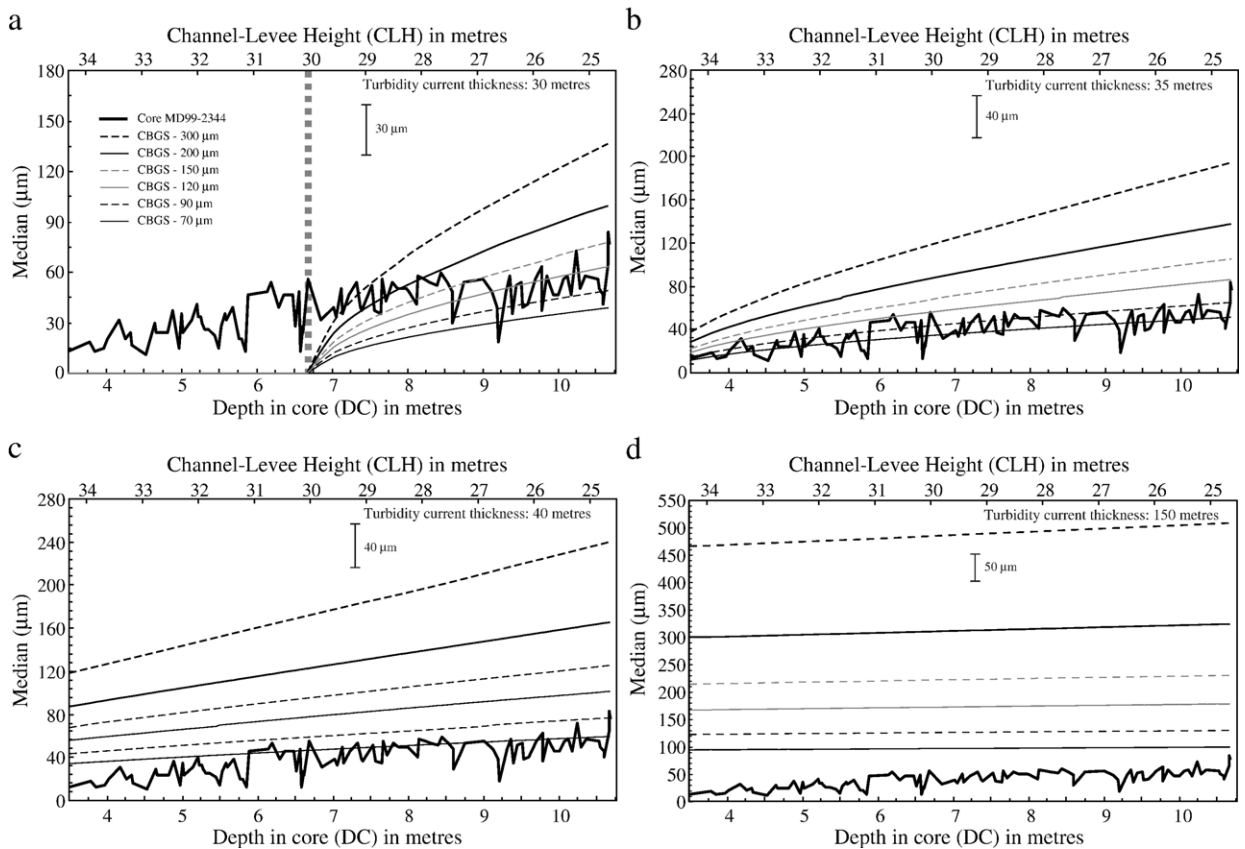 a
Channel-Levee Height (CLH) in metres
34 33 32 31 30 29 28 27 26 25
180
150
120
90
60
30
0
Median (µm)
Turbidity current thickness: 30 metres
30 µm
Core MD99-2344
CBGS - 300 µm
CBGS - 200 µm
CBGS - 150 µm
CBGS - 120 µm
CBGS - 90 µm
CBGS - 70 µm
4 5 6 7 8 9 10
Depth in core (DC) in metres
b
Channel-Levee Height (CLH) in metres
34 33 32 31 30 29 28 27 26 25
280
240
200
160
120
80
40
0
Median (µm)
Turbidity current thickness: 35 metres
40 µm
4 5 6 7 8 9 10
Depth in core (DC) in metres
c
Channel-Levee Height (CLH) in metres
34 33 32 31 30 29 28 27 26 25
280
240
200
160
120
80
40
0
Median (µm)
Turbidity current thickness: 40 metres
40 µm
4 5 6 7 8 9 10
Depth in core (DC) in metres
d
Channel-Levee Height (CLH) in metres
34 33 32 31 30 29 28 27 26 25
550
500
450
400
350
300
250
200
150
100
50
0
Median (µm)
Turbidity current thickness: 150 metres
50 µm
4 5 6 7 8 9 10
Depth in core (DC) in metres